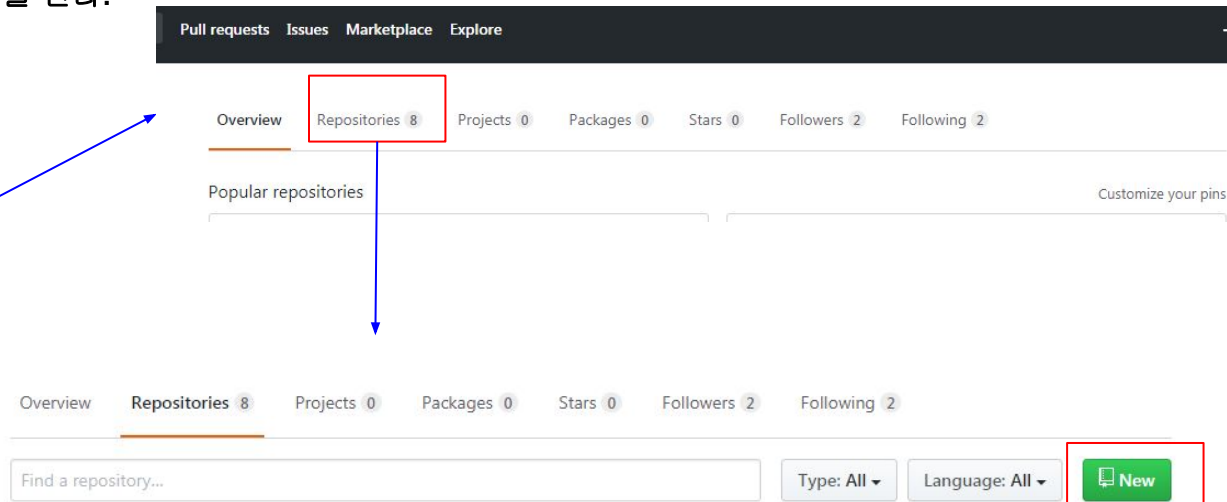 Pull requests Issues Marketplace Explore
Overview Repositories 8 Projects 0 Packages 0 Stars 0 Followers 2 Following 2
Popular repositories Customize your pins
Overview Repositories 8 Projects 0 Packages 0 Stars 0 Followers 2 Following 2
Find a repository... Type: All Language: All New